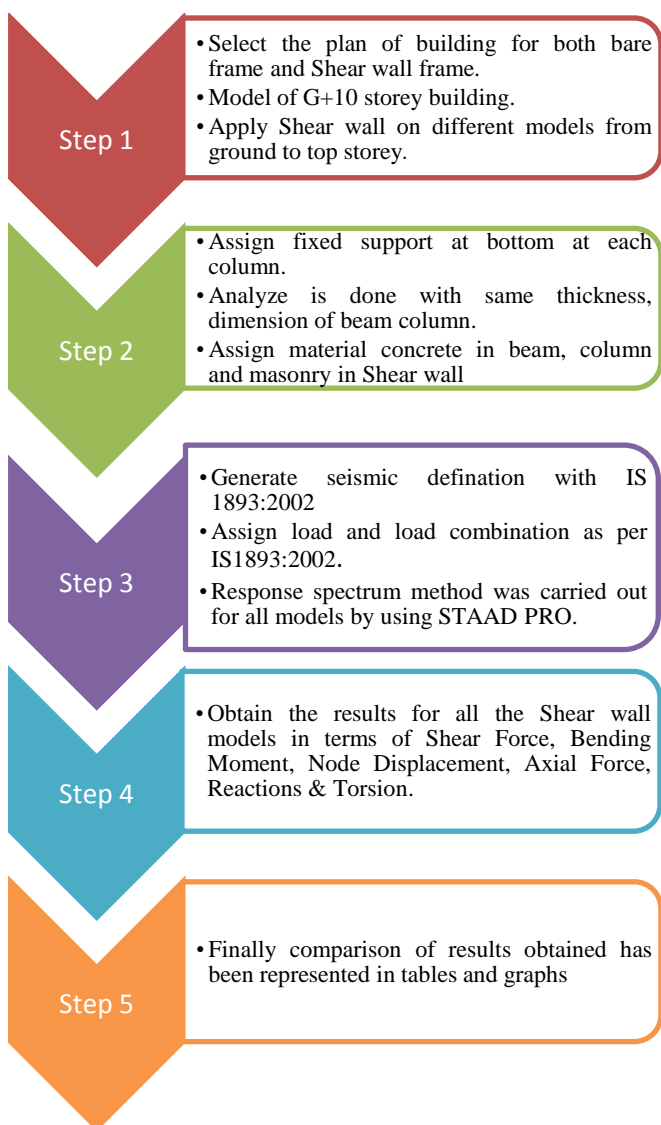 Step 1
•Select the plan of building for both bare
frame and Shear wall frame.
•Model of G+10 storey building.
•Apply Shear wall on different models from
ground to top storey.
Step 2
•Assign fixed support at bottom at each
column.
•Analyze is done with same thickness,
dimension of beam column.
•Assign material concrete in beam, column
and masonry in Shear wall
Step 3
•Generate seismic defination with IS
1893:2002
•Assign load and load combination as per
IS1893:2002.
•Response spectrum method was carried out
for all models by using STAAD PRO.
Step 4
•Obtain the results for all the Shear wall
models in terms of Shear Force, Bending
Moment, Node Displacement, Axial Force,
Reactions & Torsion.
Step 5
•Finally comparison of results obtained has
been represented in tables and graphs